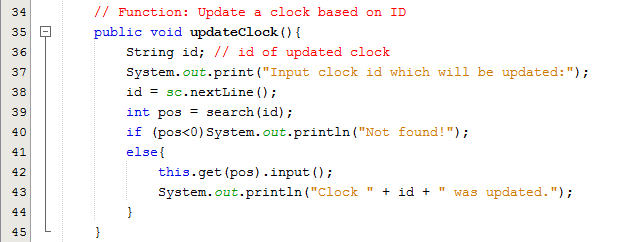 34 // Function: Update a clock based on ID
35 public void updateClock(){
36 String id; // id of updated clock
37 System.out.print("Input clock id which will be updated:");
38 id = sc.nextLine();
39 int pos = search(id);
40 if (pos<0)System.out.println("Not found!");
41 else{
42 this.get(pos).input();
43 System.out.println("Clock " + id + " was updated.");
44 }
45 }